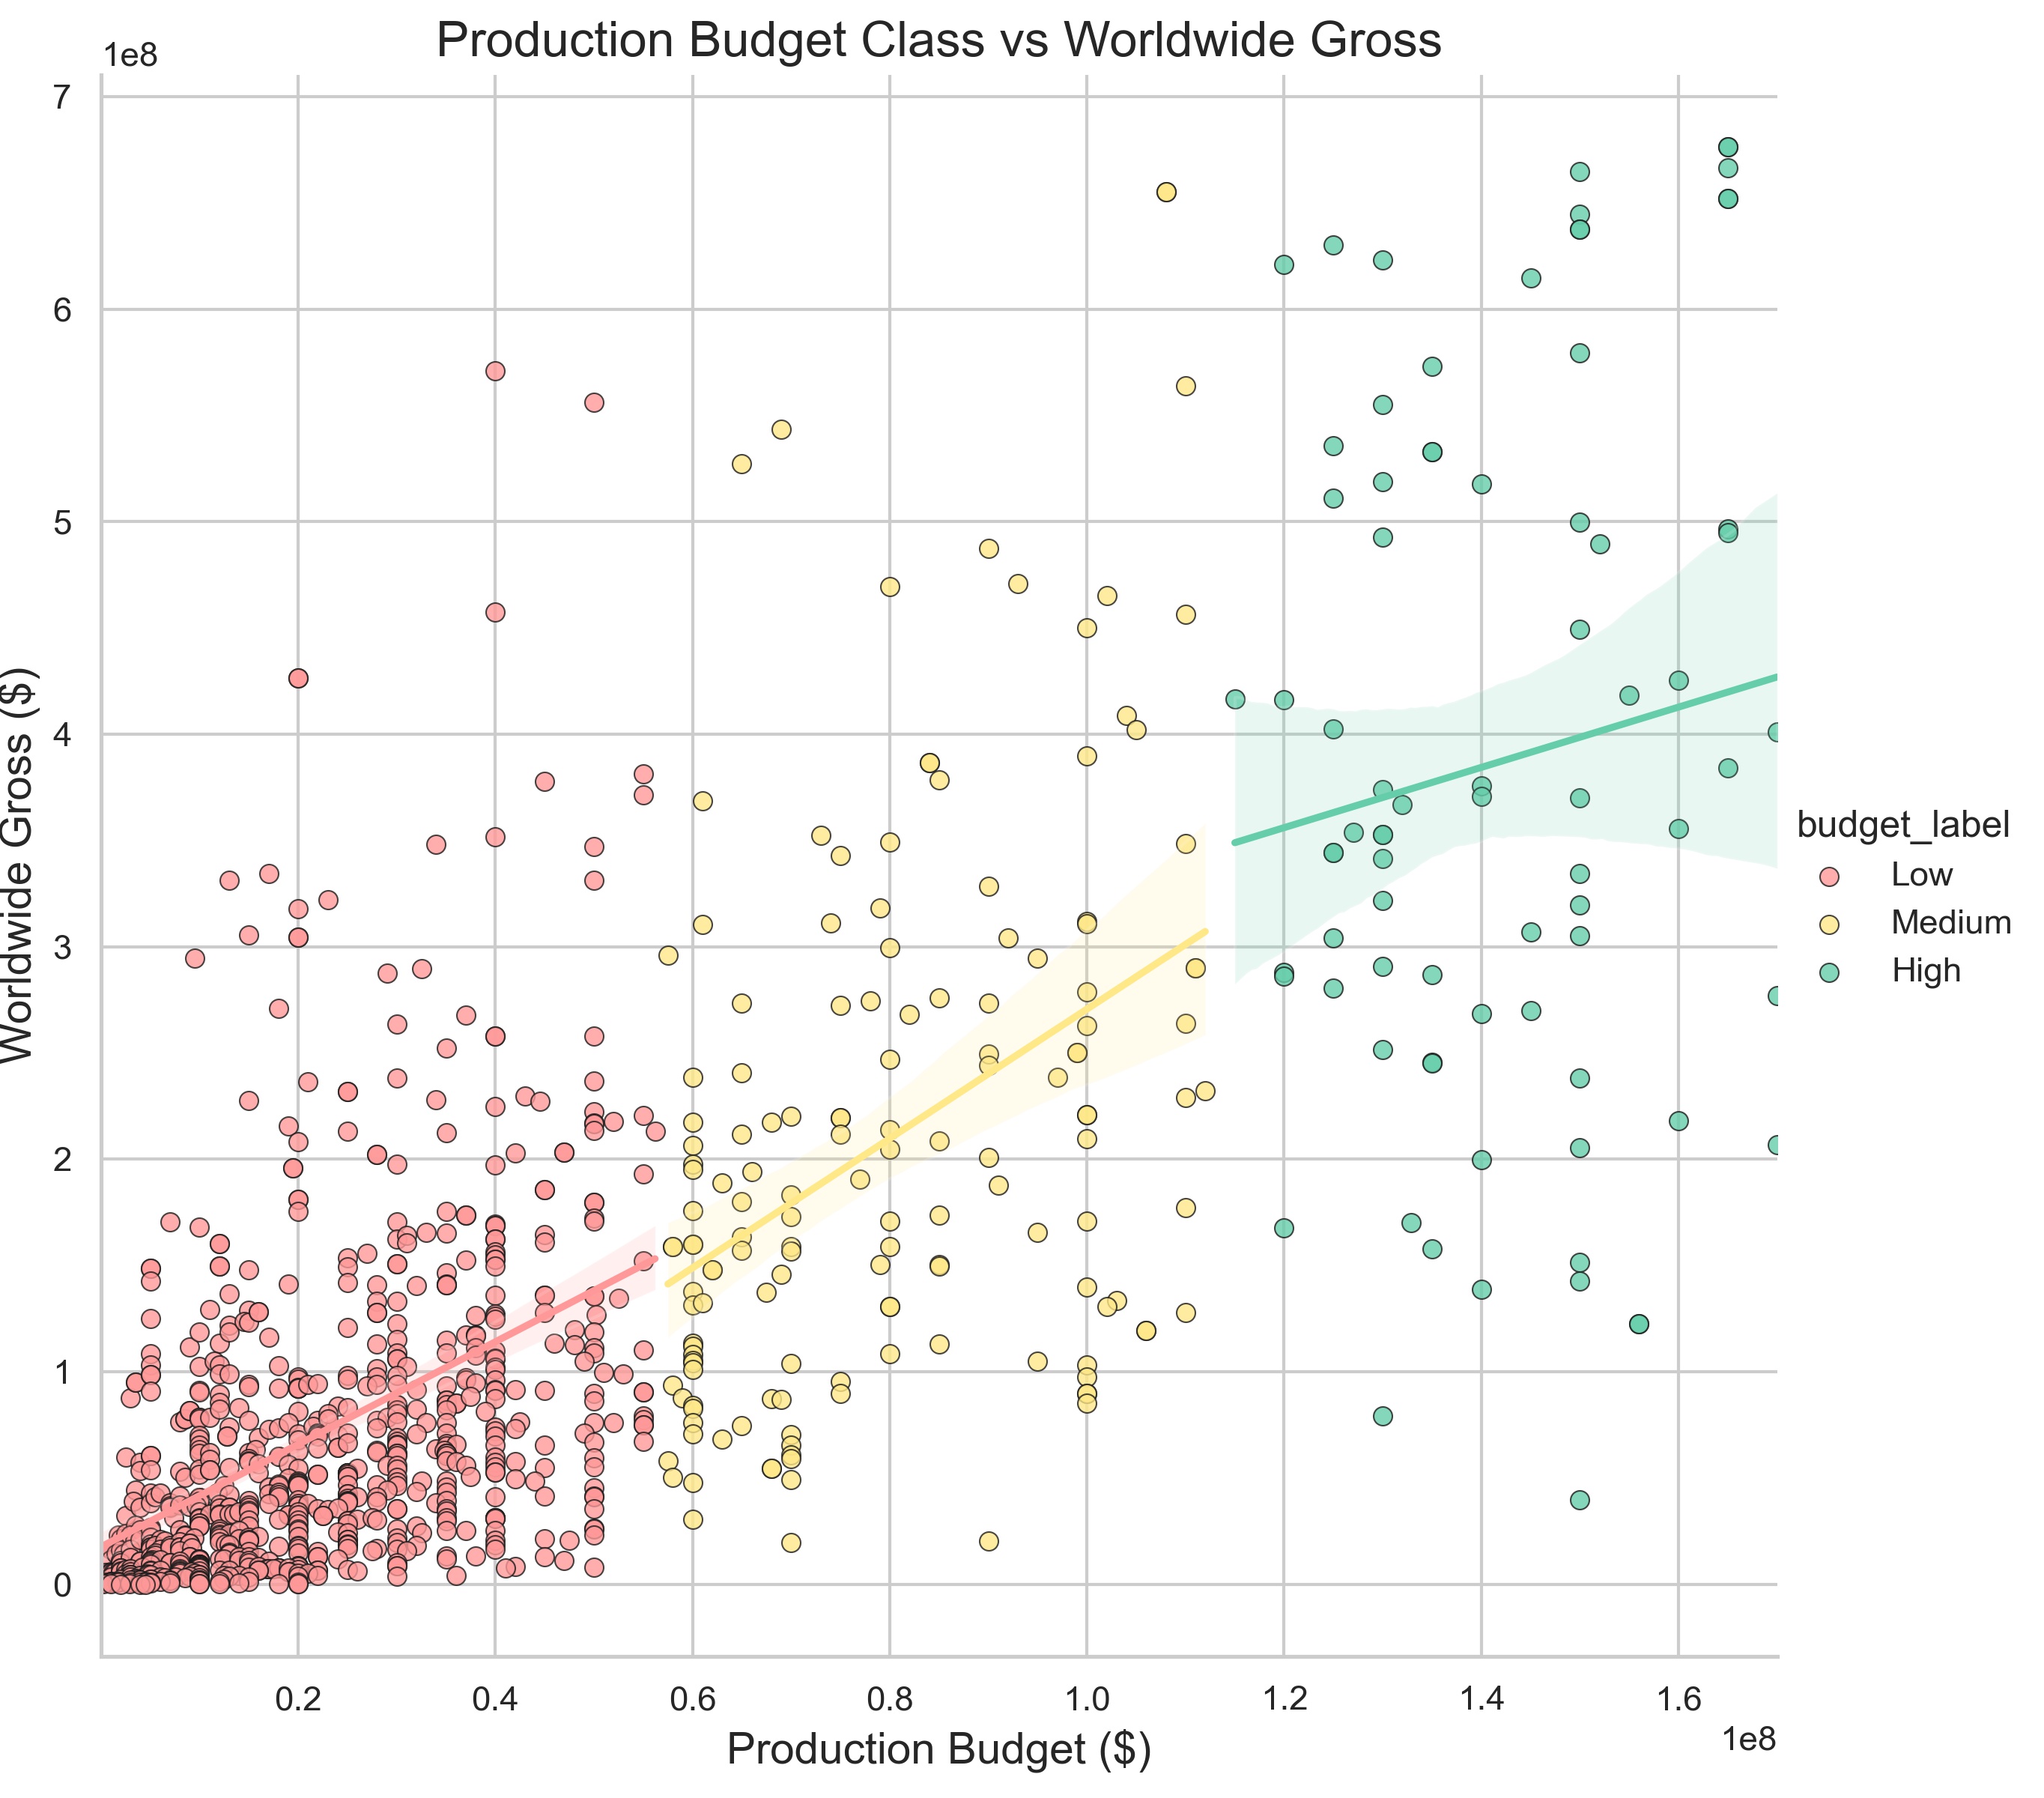 Production Budget Class vs Worldwide Gross
1e8
7
6
5
4
3
2
1
0
Worldwide Gross ($)
0.2 0.4 0.6 0.8 1.0 1.2 1.4 1.6
1e8
Production Budget ($)
budget_label
Low
Medium
High